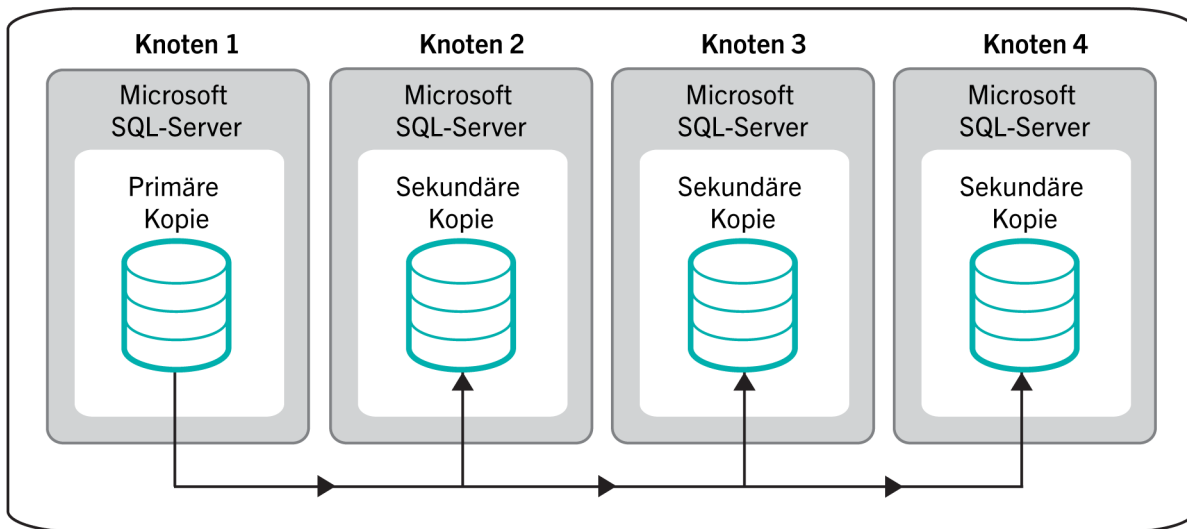 Knoten 1
Microsoft
SQL-Server
Primäre
Kopie
Knoten 2
Microsoft
SQL-Server
Sekundäre
Kopie
Knoten 3
Microsoft
SQL-Server
Sekundäre
Kopie
Knoten 4
Microsoft
SQL-Server
Sekundäre
Kopie